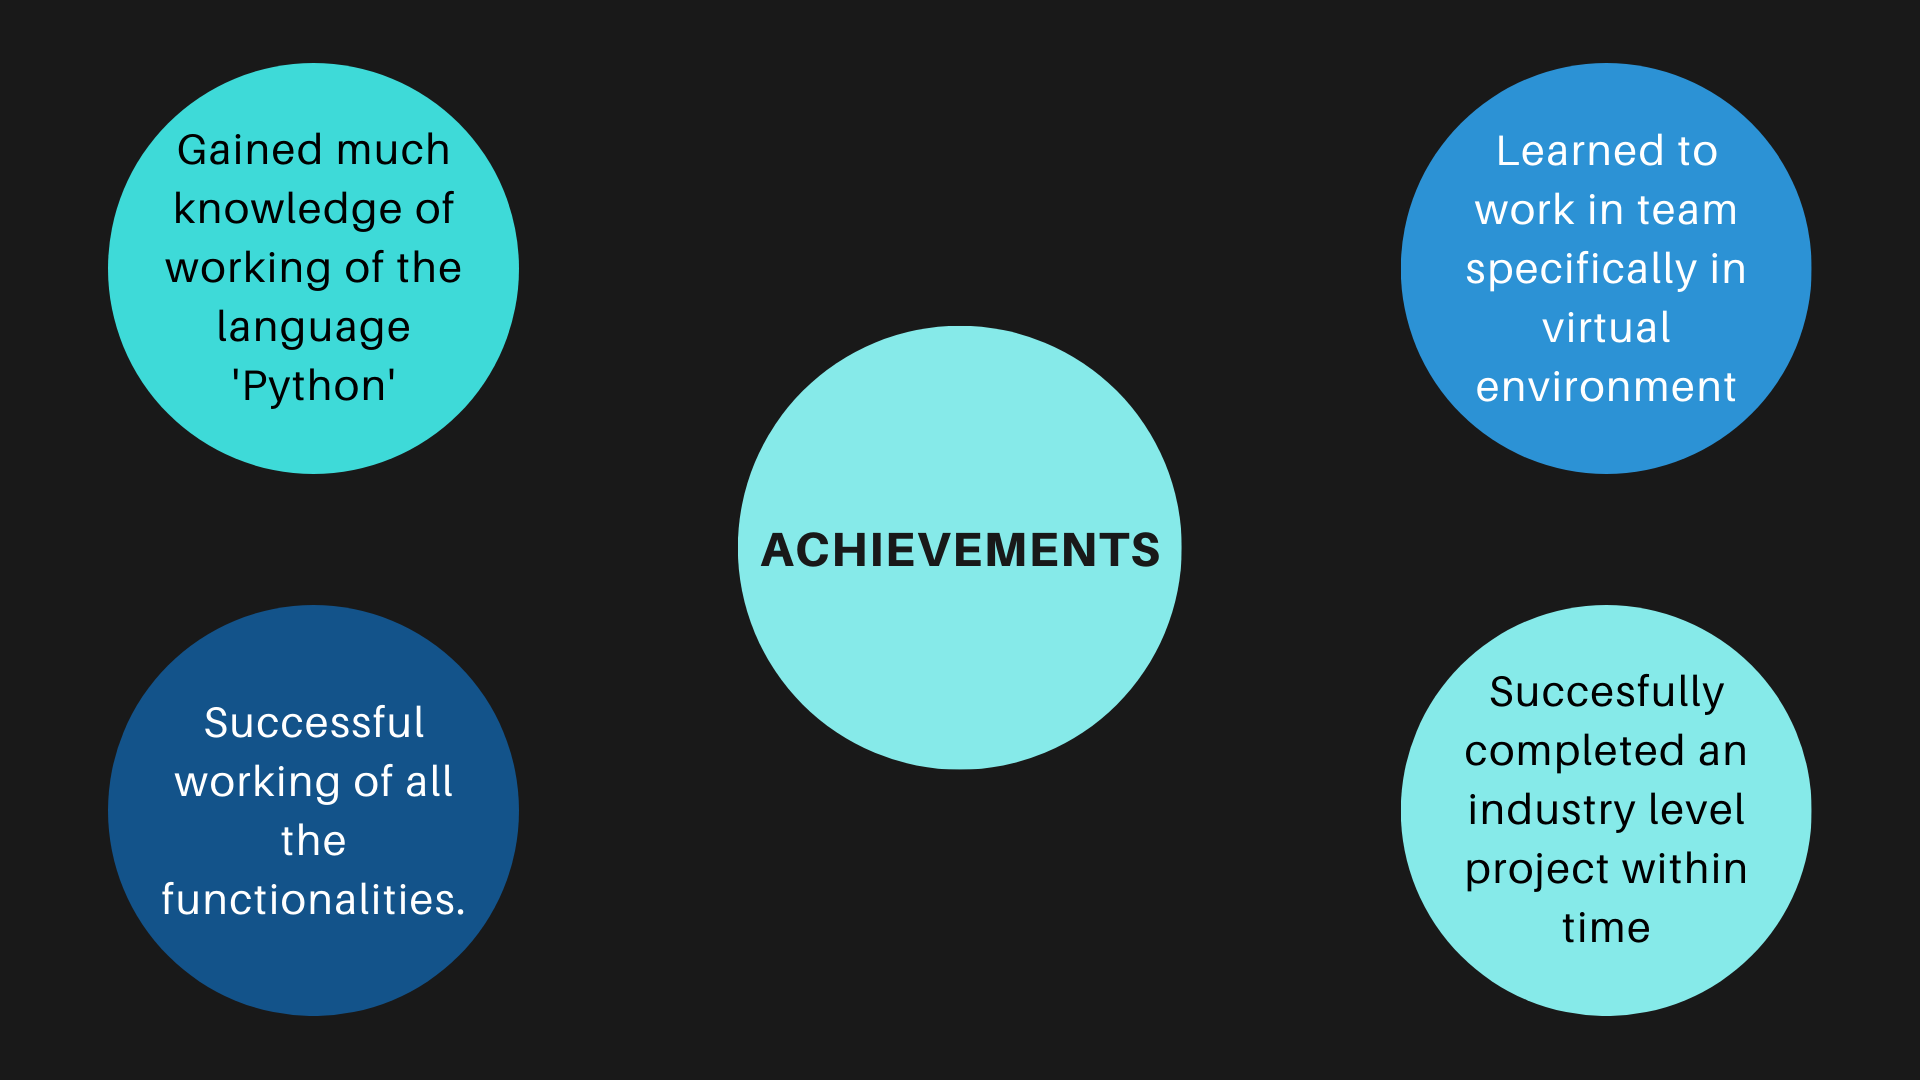 Gained much
knowledge of
working of the
language
'Python'
Learned to
work in team
specifically in
virtual
environment
ACHIEVEMENTS
Successful
working of all
the
functionalities.
Succesfully
completed an
industry level
project within
time